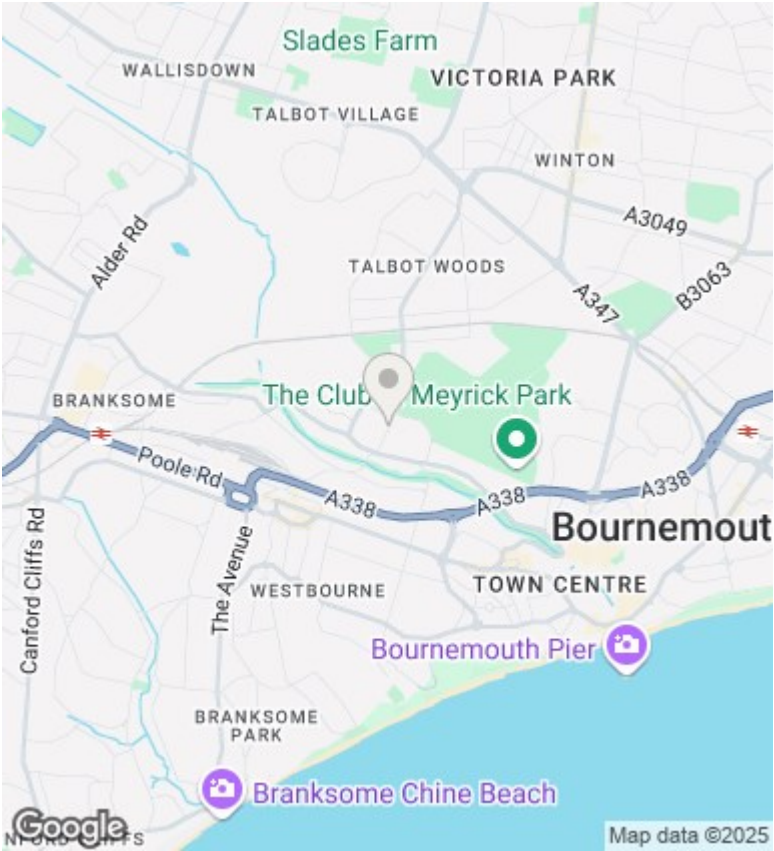 Slades Farm
WALLISDOWN
VICTORIA PARK
TALBOT VILLAGE
WINTON
A3049
Alder Rd
TALBOT WOODS
B3063
A347
The Club
Meyrick Park
BRANKSOME
Poole Rd
A338
A338
A338
Bournemout
Canford Cliffs Rd
The Avenue
WESTBOURNE
TOWN CENTRE
Bournemouth Pier
BRANKSOME
PARK
Branksome Chine Beach
Google
Map data ©2025